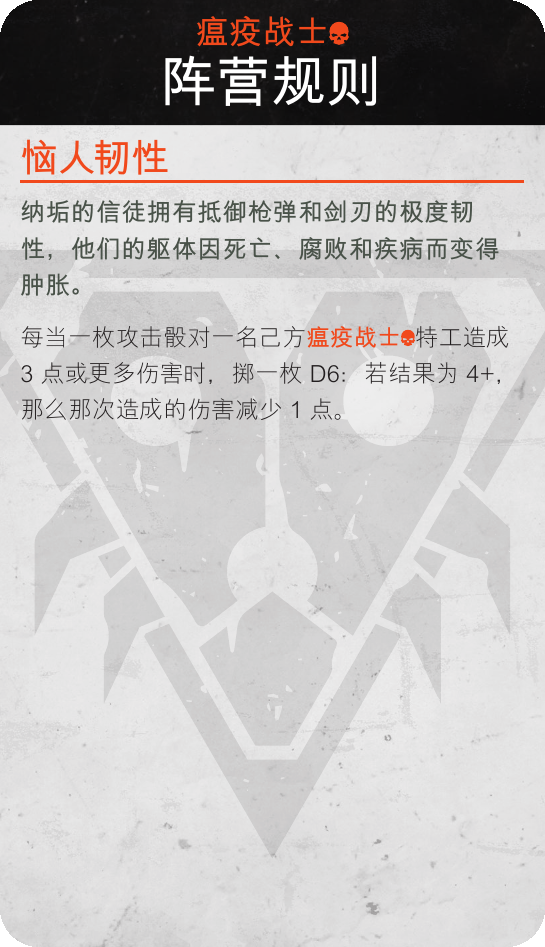 瘟疫战士
阵营规则
恼人韧性
纳垢的信徒拥有抵御枪弹和剑刃的极度韧
性，他们的躯体因死亡、腐败和疾病而变得
肿胀。
每当一枚攻击骰对一名己方瘟疫战士特工造成
3 点或更多伤害时，掷一枚 D6：若结果为 4+，
那么那次造成的伤害减少 1 点。